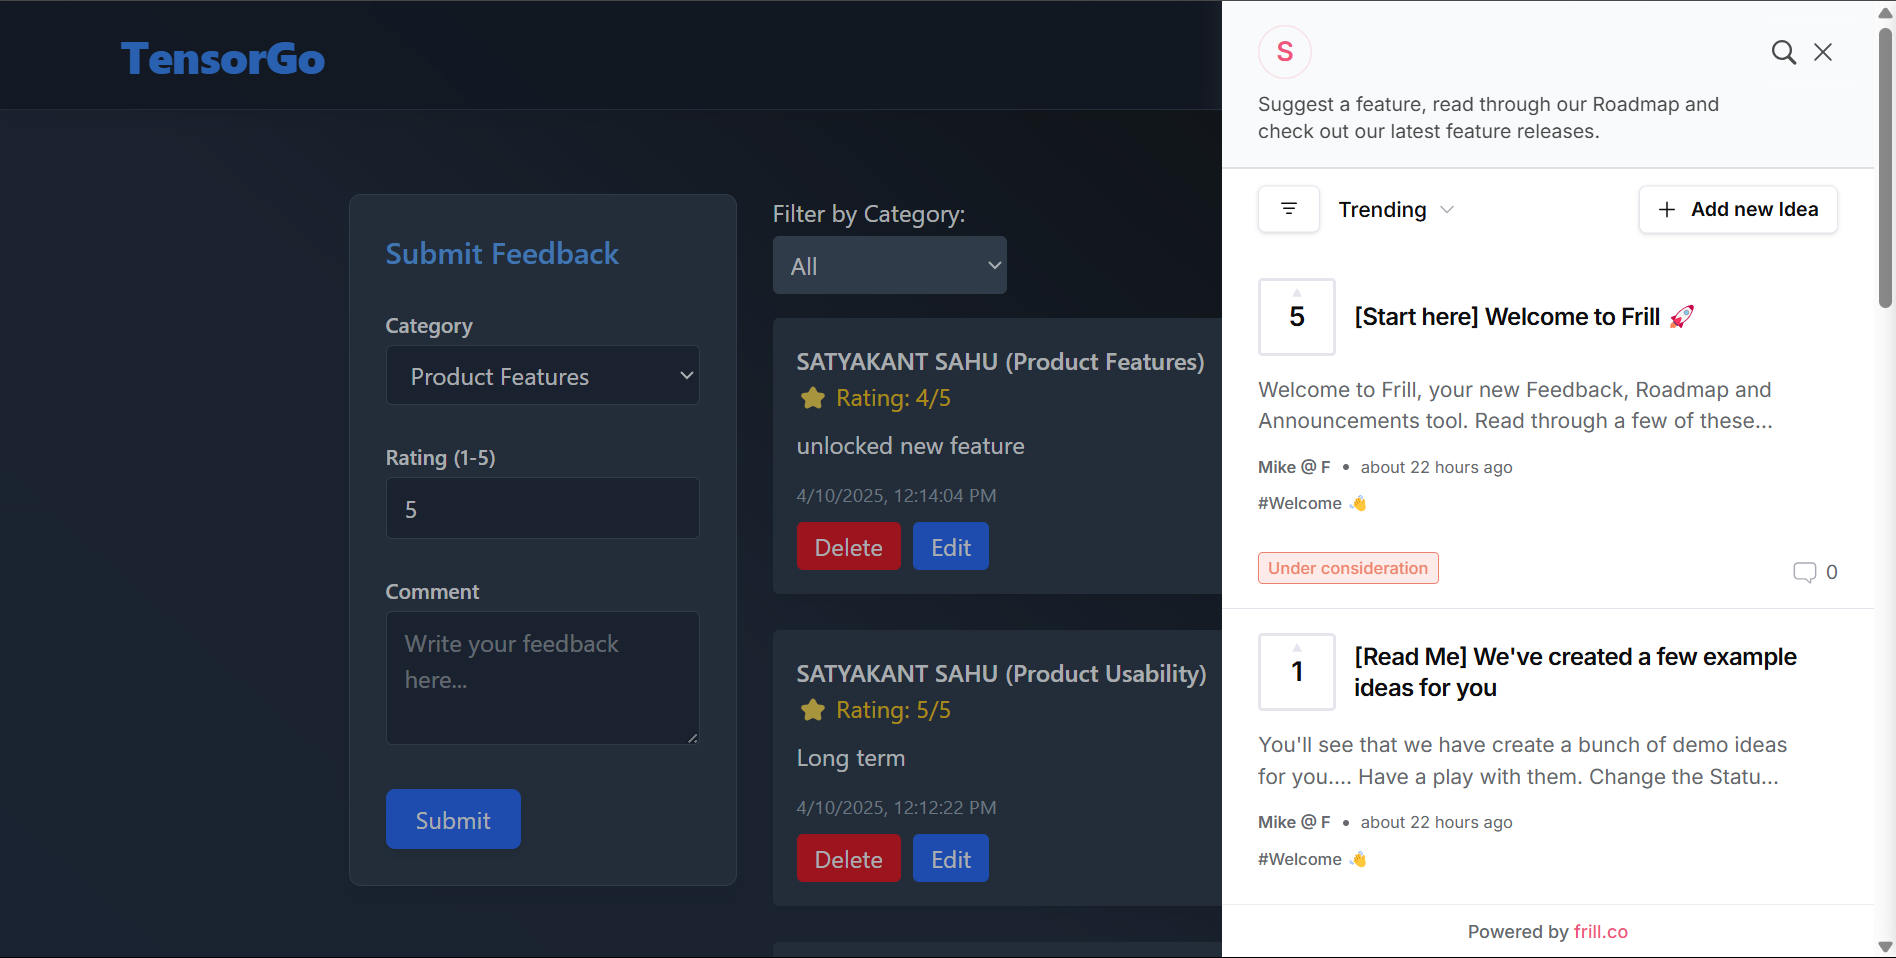 TensorGo
Submit Feedback
Category
Product Features
Rating (1-5)
5
Comment
Write your feedback
here...
Submit
Filter by Category:
All
SATYAKANT SAHU (Product Features)
⭐ Rating: 4/5
unlocked new feature
4/10/2025, 12:14:04 PM
Delete Edit
SATYAKANT SAHU (Product Usability)
⭐ Rating: 5/5
Long term
4/10/2025, 12:12:22 PM
Delete Edit
S
Suggest a feature, read through our Roadmap and
check out our latest feature releases.
Trending
+ Add new Idea
5
[Start here] Welcome to Frill 🚀
Welcome to Frill, your new Feedback, Roadmap and
Announcements tool. Read through a few of these...
Mike @ F • about 22 hours ago
#Welcome 👋
Under consideration
0
1
[Read Me] We've created a few example
ideas for you
You'll see that we have create a bunch of demo ideas
for you.... Have a play with them. Change the Statu...
Mike @ F • about 22 hours ago
#Welcome 👋
Powered by frill.co